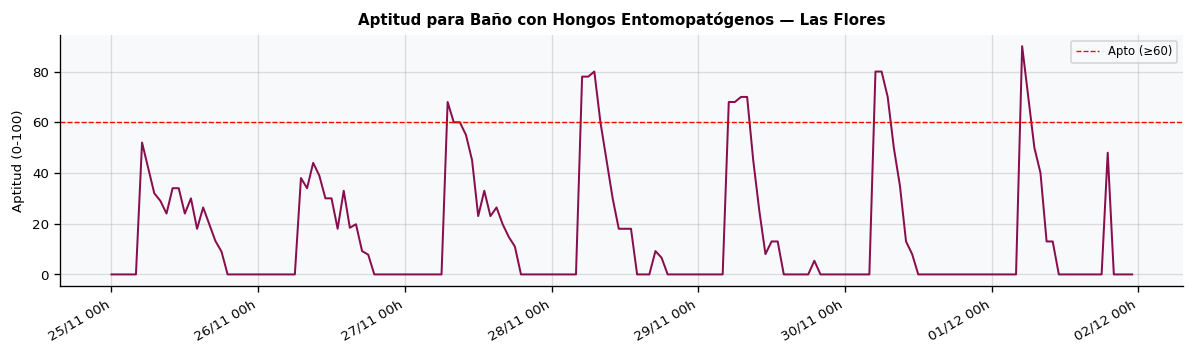 Aptitud para Baño con Hongos Entomopatógenos — Las Flores
Apto (≥60)
Aptitud (0-100)
80
60
40
20
0
25/11 00h
26/11 00h
27/11 00h
28/11 00h
29/11 00h
30/11 00h
01/12 00h
02/12 00h